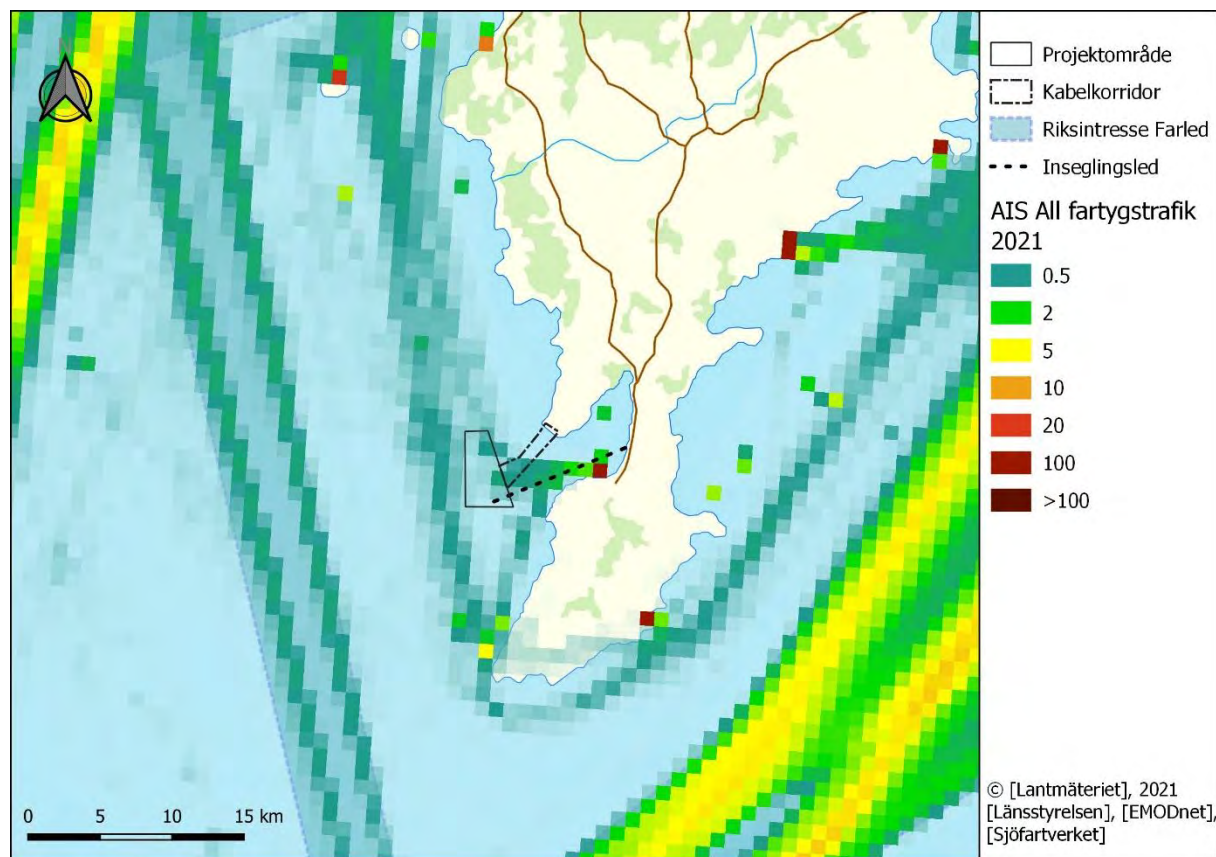 N
Projektområde
Kabelkorridor
Riksintresse Farled
Inseglingsled
AIS All fartygstrafik
2021
0.5
2
5
10
20
100
>100
0 5 10 15 km
© [Lantmäteriet], 2021
[Länsstyrelsen], [EMODnet],
[Sjöfartverket]